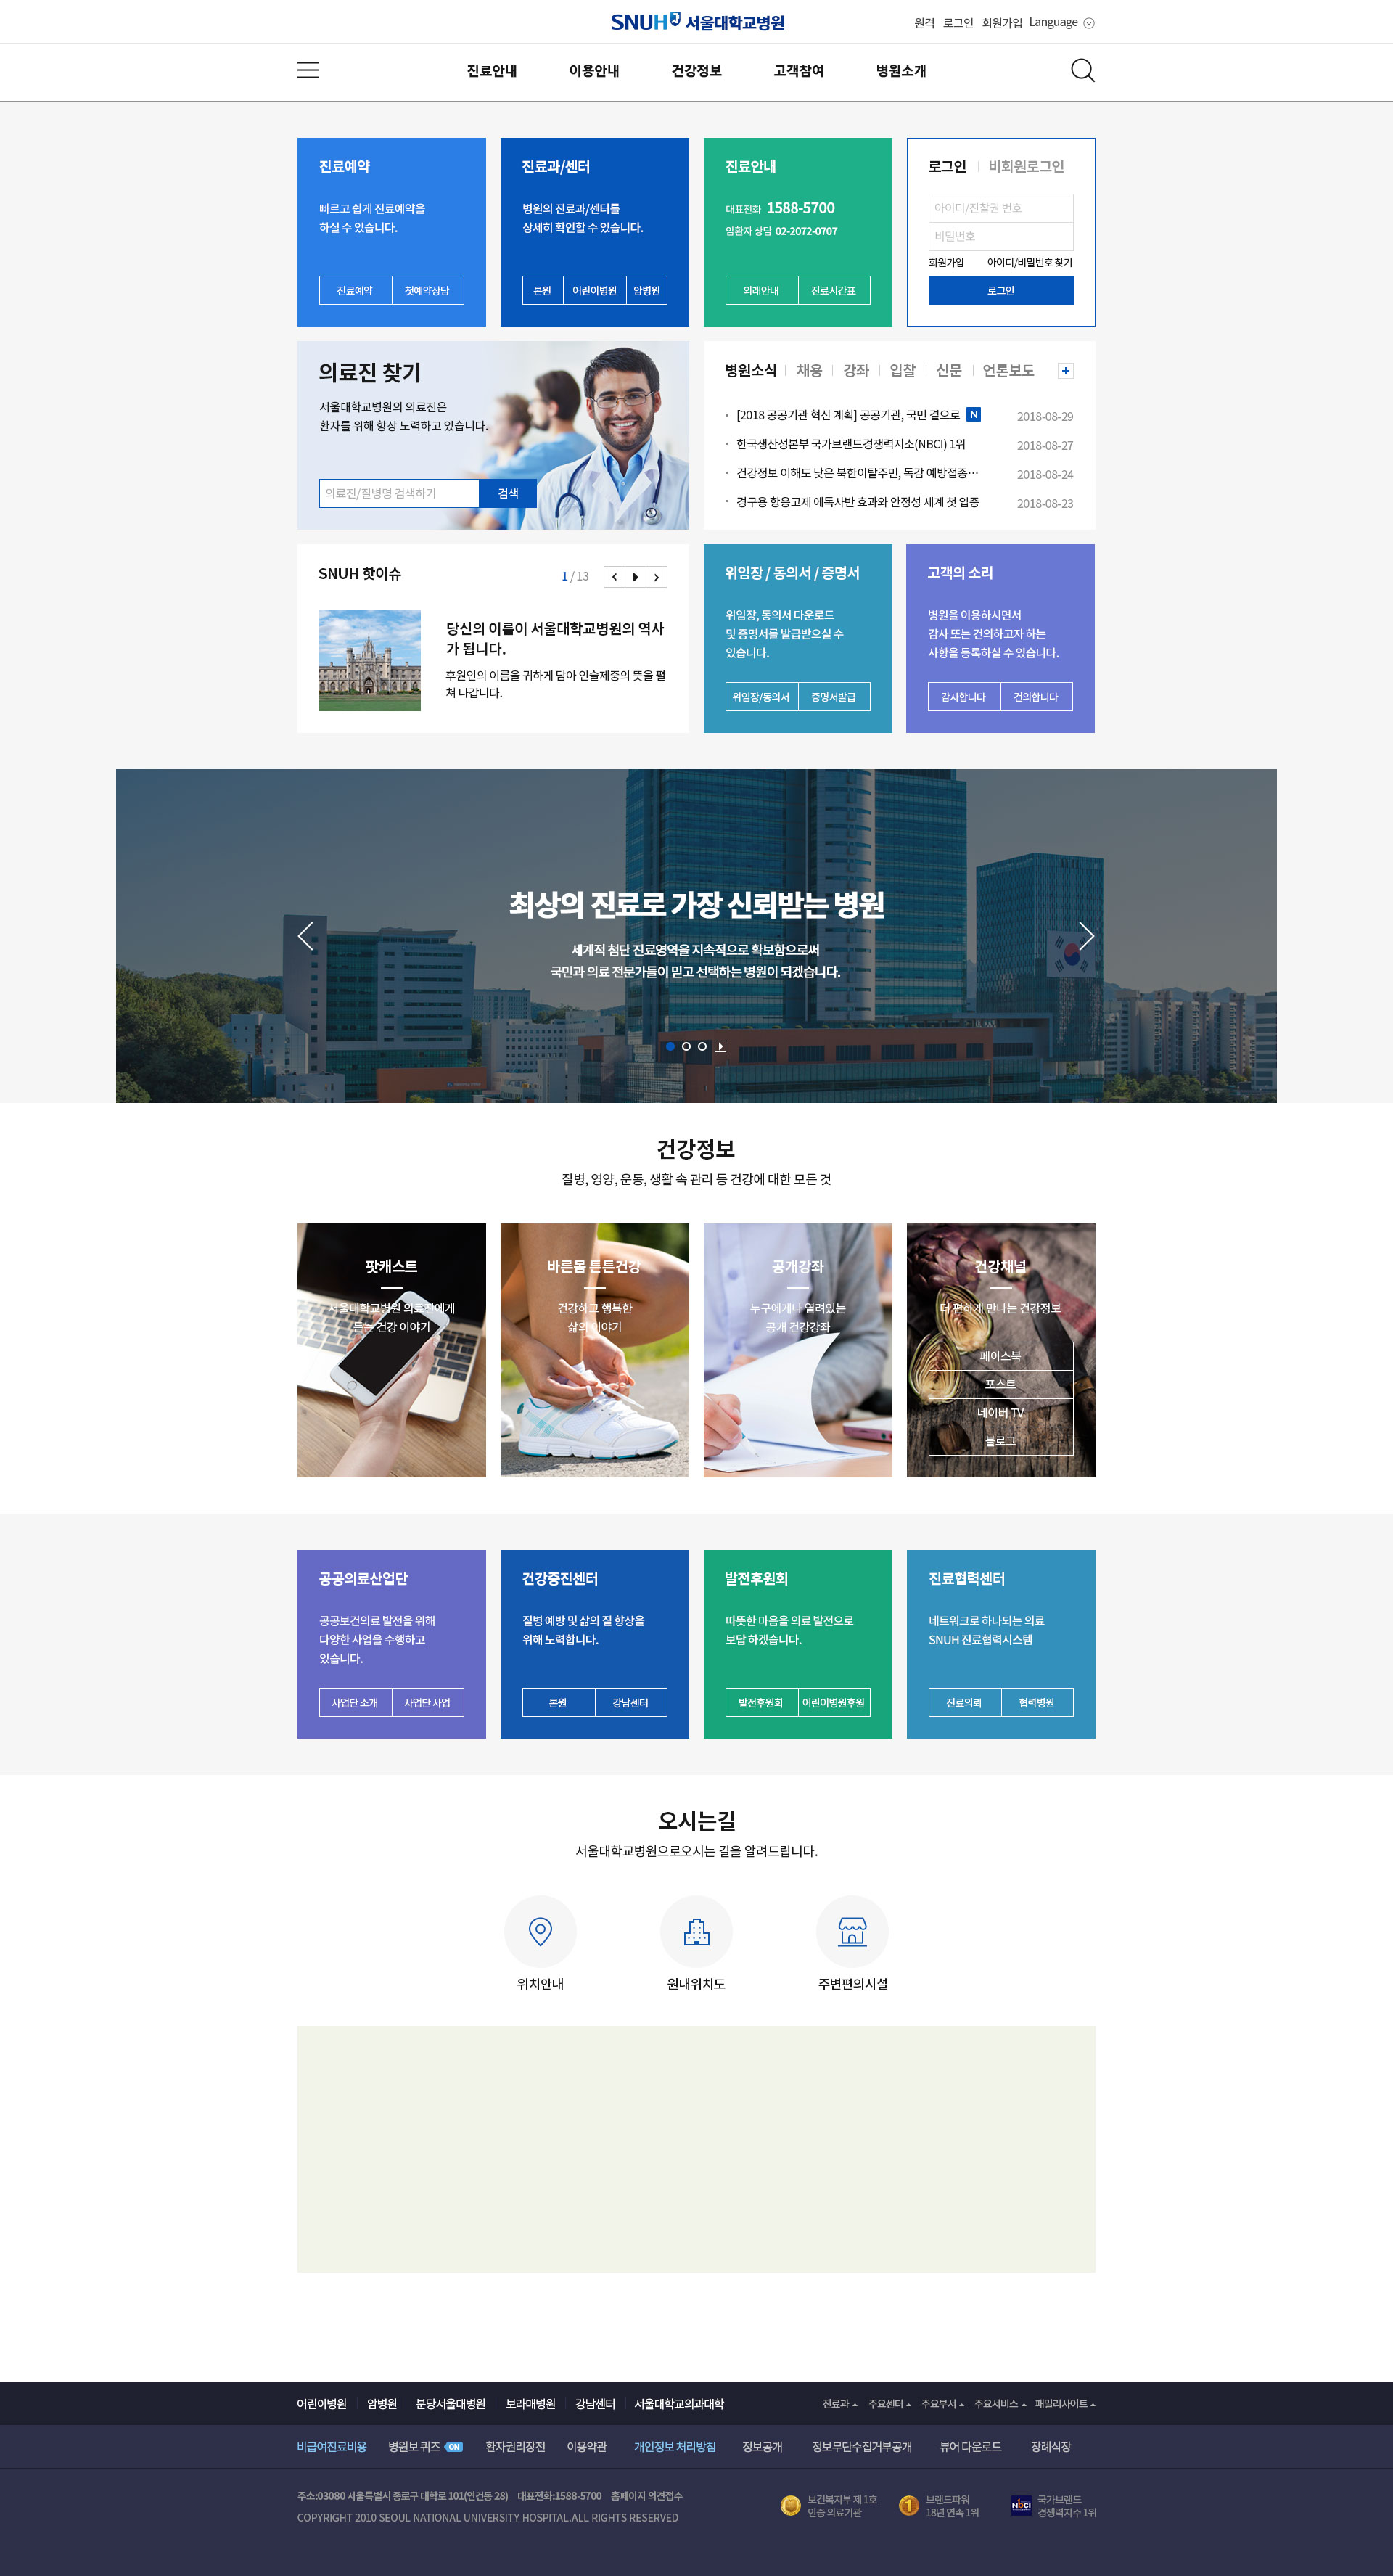 SNUH 서울대학교병원
원격 로그인 회원가입 Language
진료안내 이용안내 건강정보 고객참여 병원소개
진료예약
빠르고 쉽게 진료예약을
하실 수 있습니다.
진료예약 첫예약상담
진료과/센터
병원의 진료과/센터를
상세히 확인할 수 있습니다.
본원 어린이병원 암병원
진료안내
대표전화 1588-5700
암환자 상담 02-2072-0707
외래안내 진료시간표
로그인 비회원로그인
아이디/진찰권 번호
비밀번호
회원가입 아이디/비밀번호 찾기
로그인
의료진 찾기
서울대학교병원의 의료진은
환자를 위해 항상 노력하고 있습니다.
의료진/질병명 검색하기 검색
병원소식 채용 강좌 입찰 신문 언론보도
[2018 공공기관 혁신 계획] 공공기관, 국민 곁으로 N 2018-08-29
한국생산성본부 국가브랜드경쟁력지소(NBCI) 1위 2018-08-27
건강정보 이해도 낮은 북한이탈주민, 독감 예방접종… 2018-08-24
경구용 항응고제 에독사반 효과와 안정성 세계 첫 입증 2018-08-23
SNUH 핫이슈 1 / 13
당신의 이름이 서울대학교병원의 역사
가 됩니다.
후원인의 이름을 귀하게 담아 인술제중의 뜻을 펼
쳐 나갑니다.
위임장 / 동의서 / 증명서
위임장, 동의서 다운로드
및 증명서를 발급받으실 수
있습니다.
위임장/동의서 증명서발급
고객의 소리
병원을 이용하시면서
감사 또는 건의하고자 하는
사항을 등록하실 수 있습니다.
감사합니다 건의합니다
최상의 진료로 가장 신뢰받는 병원
세계적 첨단 진료영역을 지속적으로 확보함으로써
국민과 의료 전문가들이 믿고 선택하는 병원이 되겠습니다.
건강정보
질병, 영양, 운동, 생활 속 관리 등 건강에 대한 모든 것
팟캐스트
서울대학교병원 의료진에게
듣는 건강 이야기
바른몸 튼튼건강
건강하고 행복한
삶의 이야기
공개강좌
누구에게나 열려있는
공개 건강강좌
건강채널
더 편하게 만나는 건강정보
페이스북
포스트
네이버 TV
블로그
공공의료산업단
공공보건의료 발전을 위해
다양한 사업을 수행하고
있습니다.
사업단 소개 사업단 사업
건강증진센터
질병 예방 및 삶의 질 향상을
위해 노력합니다.
본원 강남센터
발전후원회
따뜻한 마음을 의료 발전으로
보답 하겠습니다.
발전후원회 어린이병원후원
진료협력센터
네트워크로 하나되는 의료
SNUH 진료협력시스템
진료의뢰 협력병원
오시는길
서울대학교병원으로오시는 길을 알려드립니다.
위치안내 원내위치도 주변편의시설
어린이병원 암병원 분당서울대병원 보라매병원 강남센터 서울대학교의과대학
진료과 주요센터 주요부서 주요서비스 패밀리사이트
비급여진료비용 병원보 퀴즈 ON 환자권리장전 이용약관 개인정보 처리방침 정보공개 정보무단수집거부공개 뷰어 다운로드 장례식장
주소:03080 서울특별시 종로구 대학로 101(연건동 28) 대표전화:1588-5700 홈페이지 의견접수
COPYRIGHT 2010 SEOUL NATIONAL UNIVERSITY HOSPITAL.ALL RIGHTS RESERVED
보건복지부 제 1호
인증 의료기관
브랜드파워
18년 연속 1위
NBCI 국가브랜드
경쟁력지수 1위